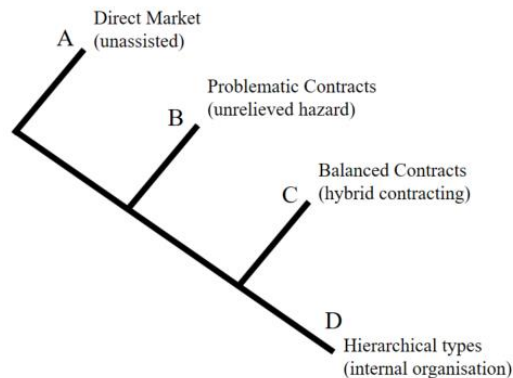 A
Direct Market
(unassisted)
B
Problematic Contracts
(unrelieved hazard)
C
Balanced Contracts
(hybrid contracting)
D
Hierarchical types
(internal organisation)